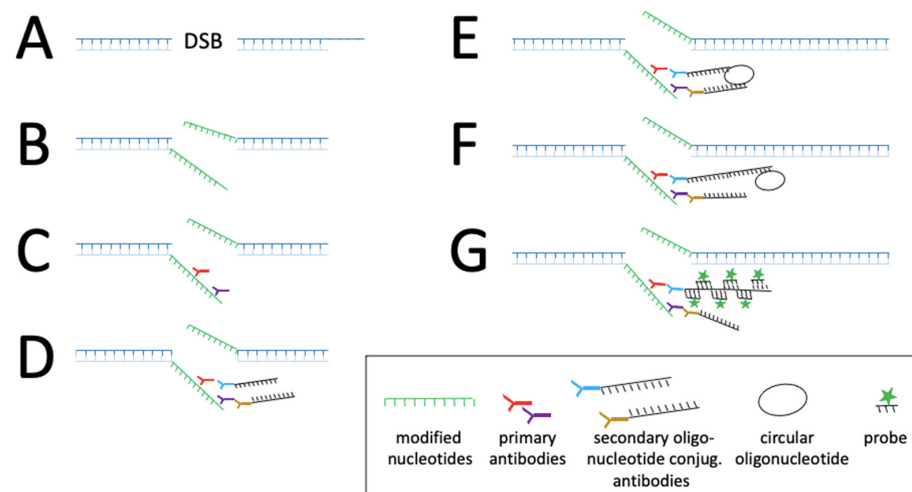 A
DSB
B
C
D
E
F
G
modified
nucleotides
primary
antibodies
secondary oligo-
nucleotide conjug.
antibodies
circular
oligonucleotide
probe